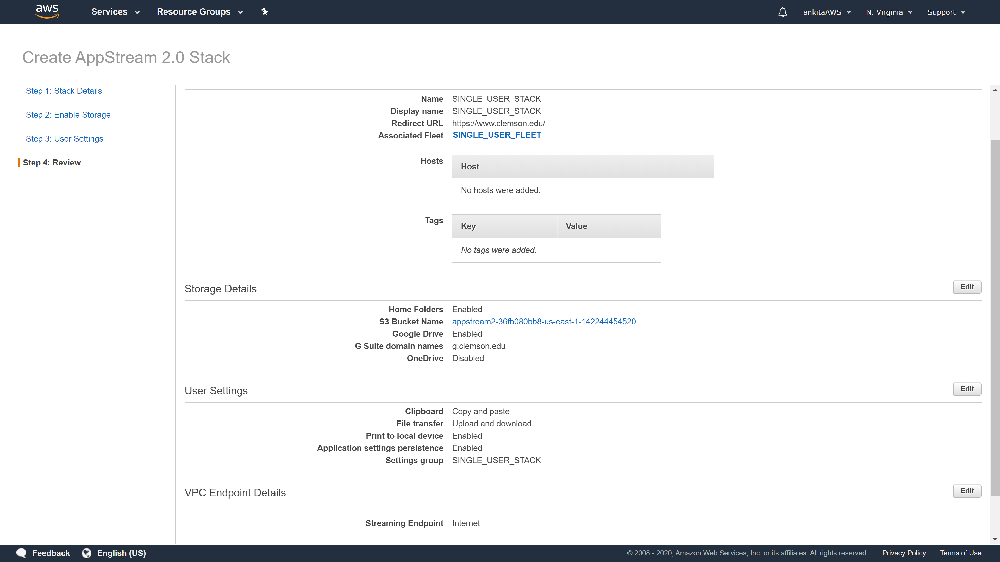 aws Services Resource Groups ankitaAWS N. Virginia Support
Create AppStream 2.0 Stack
Step 1: Stack Details
Step 2: Enable Storage
Step 3: User Settings
Step 4: Review
Name SINGLE_USER_STACK
Display name SINGLE_USER_STACK
Redirect URL https://www.clemson.edu/
Associated Fleet SINGLE_USER_FLEET
Hosts Host
No hosts were added.
Tags Key Value
No tags were added.
Storage Details Edit
Home Folders Enabled
S3 Bucket Name appstream2-36fb080bb8-us-east-1-142244454520
Google Drive Enabled
G Suite domain names g.clemson.edu
OneDrive Disabled
User Settings Edit
Clipboard Copy and paste
File transfer Upload and download
Print to local device Enabled
Application settings persistence Enabled
Settings group SINGLE_USER_STACK
VPC Endpoint Details Edit
Streaming Endpoint Internet
Feedback English (US) © 2008 - 2020, Amazon Web Services, Inc. or its affiliates. All rights reserved. Privacy Policy Terms of Use